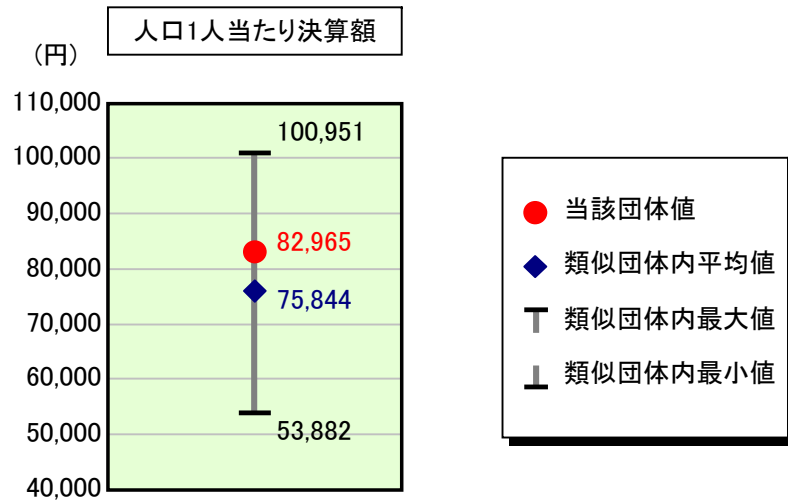 人口1人当たり決算額
(円)
110,000
100,000
90,000
80,000
70,000
60,000
50,000
40,000
100,951
82,965
75,844
53,882
当該団体値
類似団体内平均値
類似団体内最大値
類似団体内最小値